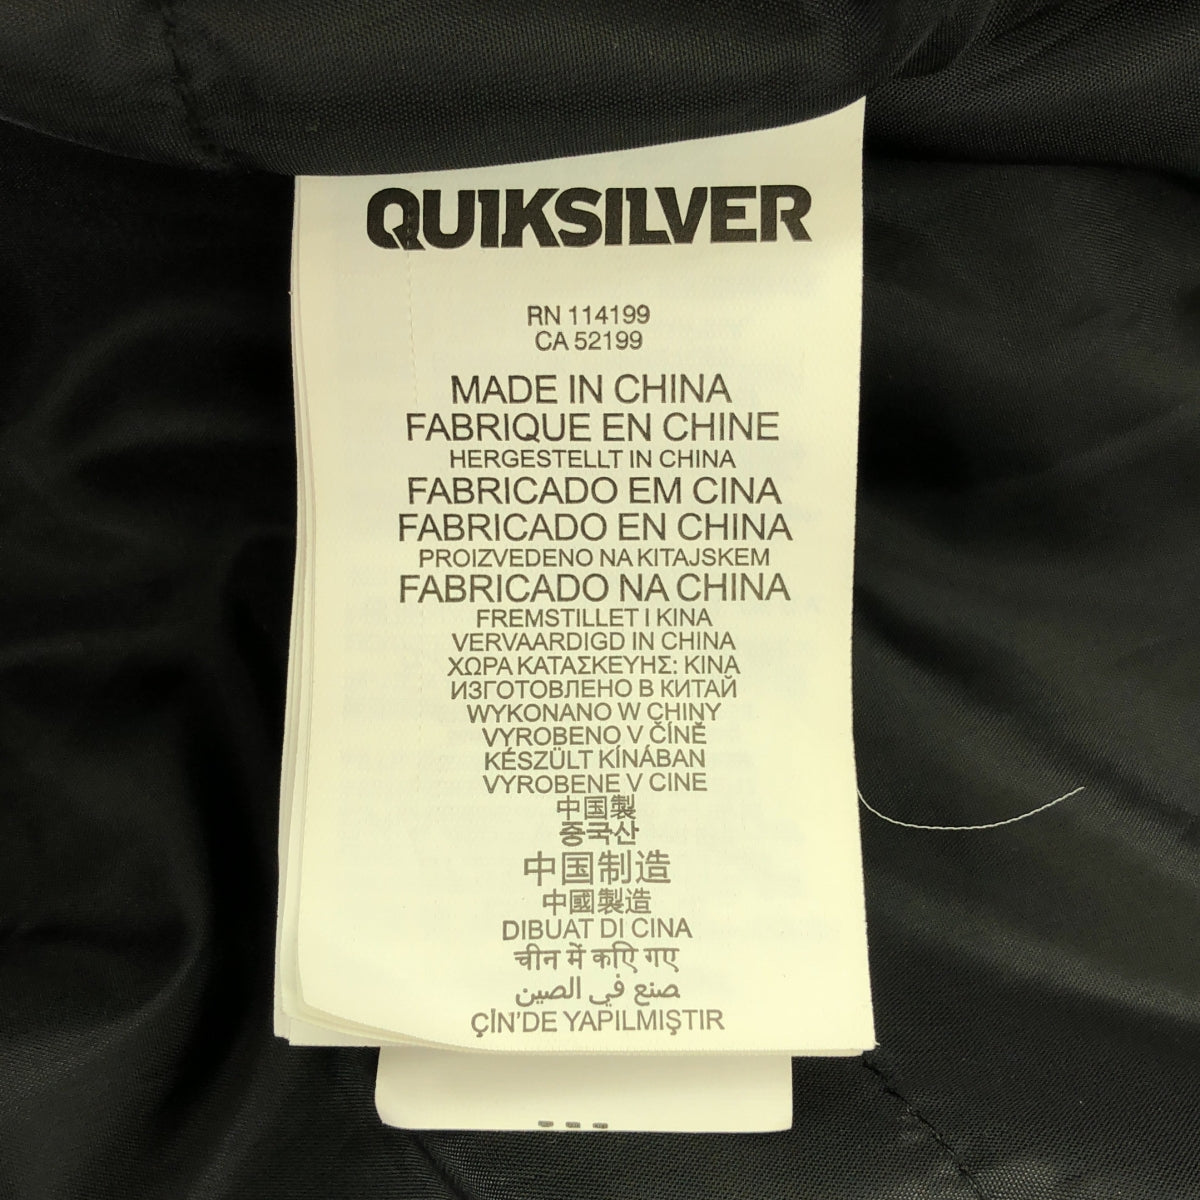 QUIKSILVER
RN 114199
CA 52199
MADE IN CHINA
FABRIQUE EN CHINE
HERGESTELLT IN CHINA
FABRICADO EM CINA
FABRICADO EN CHINA
PROIZVEDENO NA KITAJSKEM
FABRICADO NA CHINA
FREMSTILLET I KINA
VERVAARDIGD IN CHINA
ΧΩΡΑ ΚΑΤΑΣΚΕΥΗΣ: ΚΙΝΑ
ИЗГОТОВЛЕНО В КИТАЙ
WYKONANO W CHINY
VYROBENO V ČÍNĚ
KÉSZÜLT KÍNÁBAN
VYROBENE V CINE
中国製
중국산
中国制造
中國製造
DIBUAT DI CINA
चीन में कएि गए
صنع في الصين
ÇİN'DE YAPILMIŞTIR